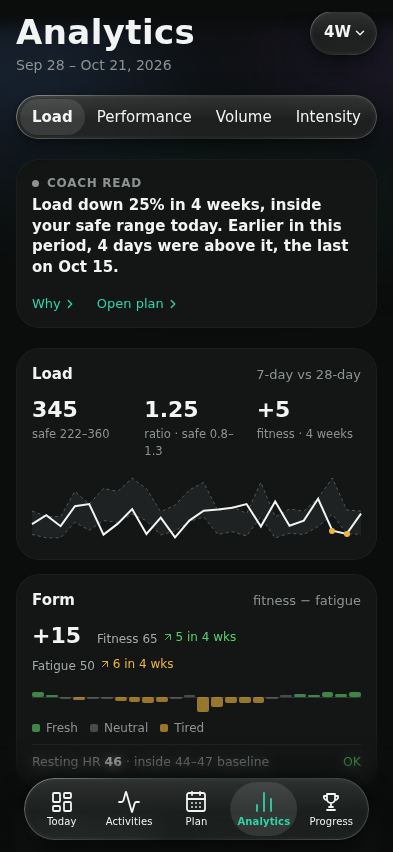 Analytics
4W
Sep 28 – Oct 21, 2026
Load Performance Volume Intensity
COACH READ
Load down 25% in 4 weeks, inside
your safe range today. Earlier in this
period, 4 days were above it, the last
on Oct 15.
Why Open plan
Load 7-day vs 28-day
345 1.25 +5
safe 222–360 ratio · safe 0.8–
1.3 fitness · 4 weeks
Form fitness − fatigue
+15 Fitness 65 5 in 4 wks
Fatigue 50 6 in 4 wks
Fresh Neutral Tired
Resting HR 46 · inside 44–47 baseline OK
Today Activities Plan Analytics Progress